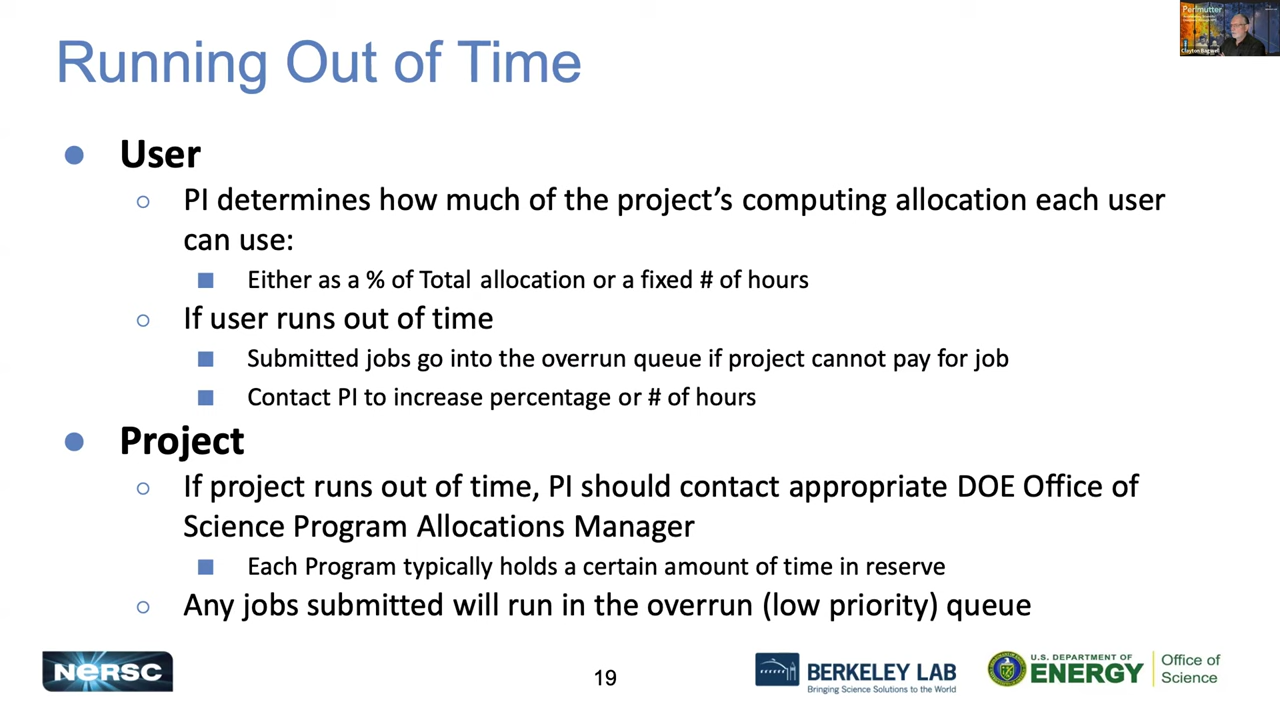 Running Out of Time
Perlmutter
Clayton Bagwell
● User
○ PI determines how much of the project's computing allocation each user
can use:
■ Either as a % of Total allocation or a fixed # of hours
○ If user runs out of time
■ Submitted jobs go into the overrun queue if project cannot pay for job
■ Contact PI to increase percentage or # of hours
● Project
○ If project runs out of time, PI should contact appropriate DOE Office of
Science Program Allocations Manager
■ Each Program typically holds a certain amount of time in reserve
○ Any jobs submitted will run in the overrun (low priority) queue
NERSC
19
BERKELEY LAB
Bringing Science Solutions to the World
U.S. DEPARTMENT OF
ENERGY
Office of
Science